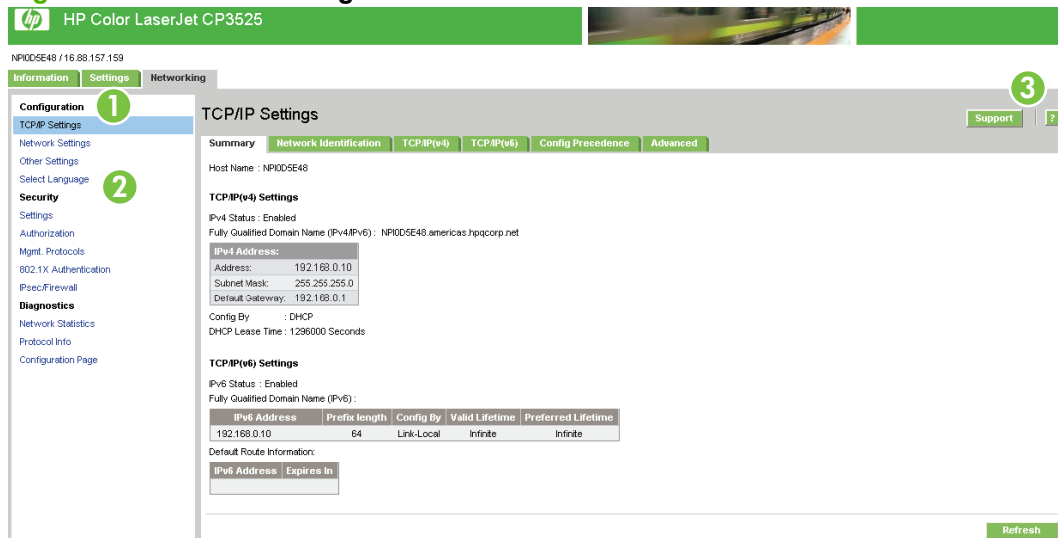 hp HP Color LaserJet CP3525
NPI0D5E48 / 16.88.157.159
Information Settings Networking
Configuration 1
TCP/IP Settings
Network Settings
Other Settings
Select Language
2
Security
Settings
Authorization
Mgmt. Protocols
802.1X Authentication
IPsec/Firewall
Diagnostics
Network Statistics
Protocol Info
Configuration Page
TCP/IP Settings
3
Support ?
Summary Network Identification TCP/IP(v4) TCP/IP(v6) Config Precedence Advanced
Host Name : NPI0D5E48
TCP/IP(v4) Settings
IPv4 Status : Enabled
Fully Qualified Domain Name (IPv4/IPv6) : NPI0D5E48.americas.hpqcorp.net
IPv4 Address:
Address: 192.168.0.10
Subnet Mask: 255.255.255.0
Default Gateway: 192.168.0.1
Config By : DHCP
DHCP Lease Time : 1296000 Seconds
TCP/IP(v6) Settings
IPv6 Status : Enabled
Fully Qualified Domain Name (IPv6) :
IPv6 Address Prefix length Config By Valid Lifetime Preferred Lifetime
192.168.0.10 64 Link-Local Infinite Infinite
Default Route Information:
IPv6 Address Expires In
Refresh